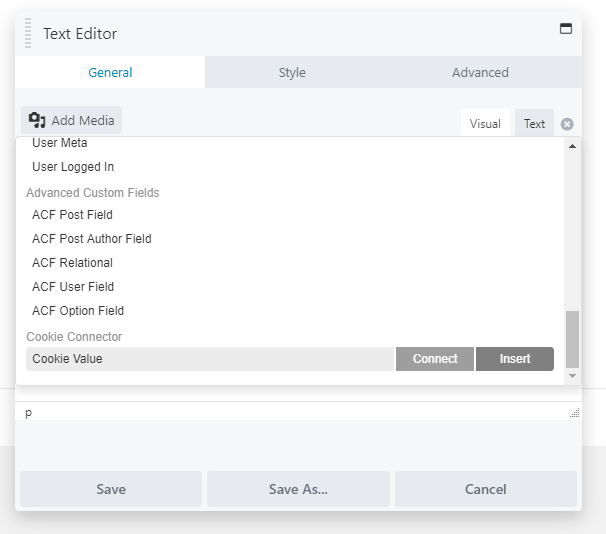 Text Editor
General Style Advanced
Add Media Visual Text
User Meta
User Logged In
Advanced Custom Fields
ACF Post Field
ACF Post Author Field
ACF Relational
ACF User Field
ACF Option Field
Cookie Connector
Cookie Value Connect Insert
p
Save Save As... Cancel